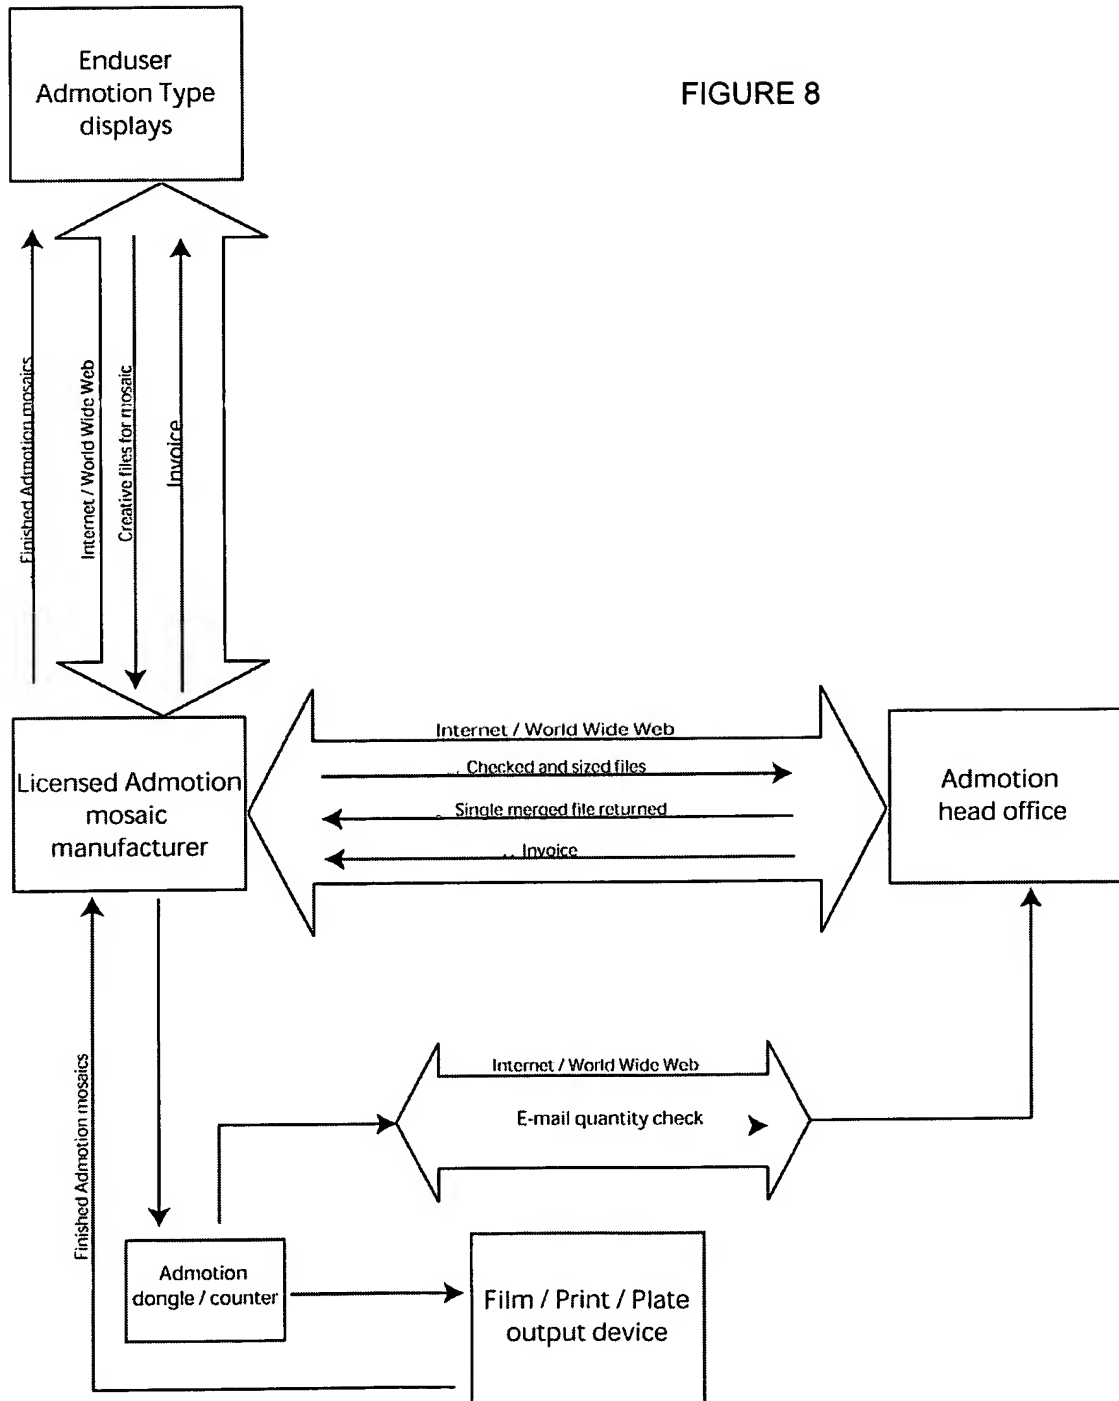 Enduser
Admotion Type
displays
FIGURE 8
Finished Admotion mosaics
Internet / World Wide Web
Creative files for mosaic
Invoice
Licensed Admotion
mosaic
manufacturer
Internet / World Wide Web
Checked and sized files
Single merged file returned
Invoice
Admotion
head office
Finished Admotion mosaics
Internet / World Wide Web
E-mail quantity check
Admotion
dongle / counter
Film / Print / Plate
output device